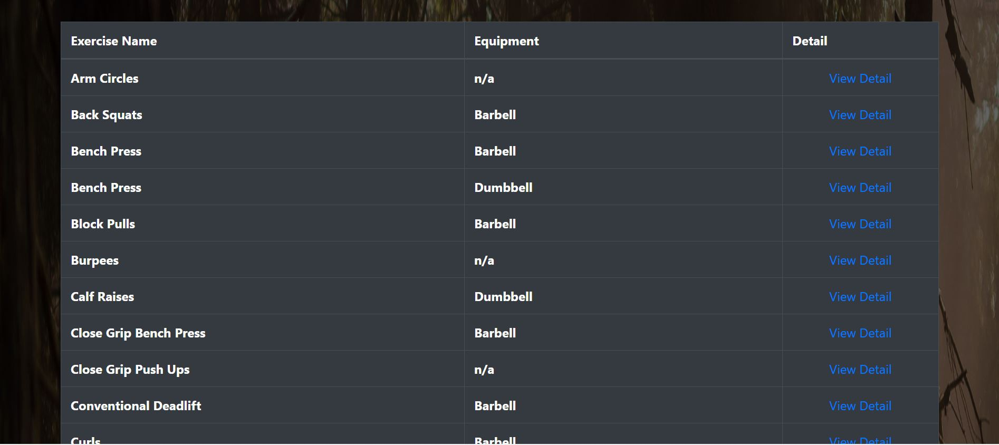 Exercise Name Equipment Detail
Arm Circles n/a View Detail
Back Squats Barbell View Detail
Bench Press Barbell View Detail
Bench Press Dumbbell View Detail
Block Pulls Barbell View Detail
Burpees n/a View Detail
Calf Raises Dumbbell View Detail
Close Grip Bench Press Barbell View Detail
Close Grip Push Ups n/a View Detail
Conventional Deadlift Barbell View Detail
Curls Barbell View Detail